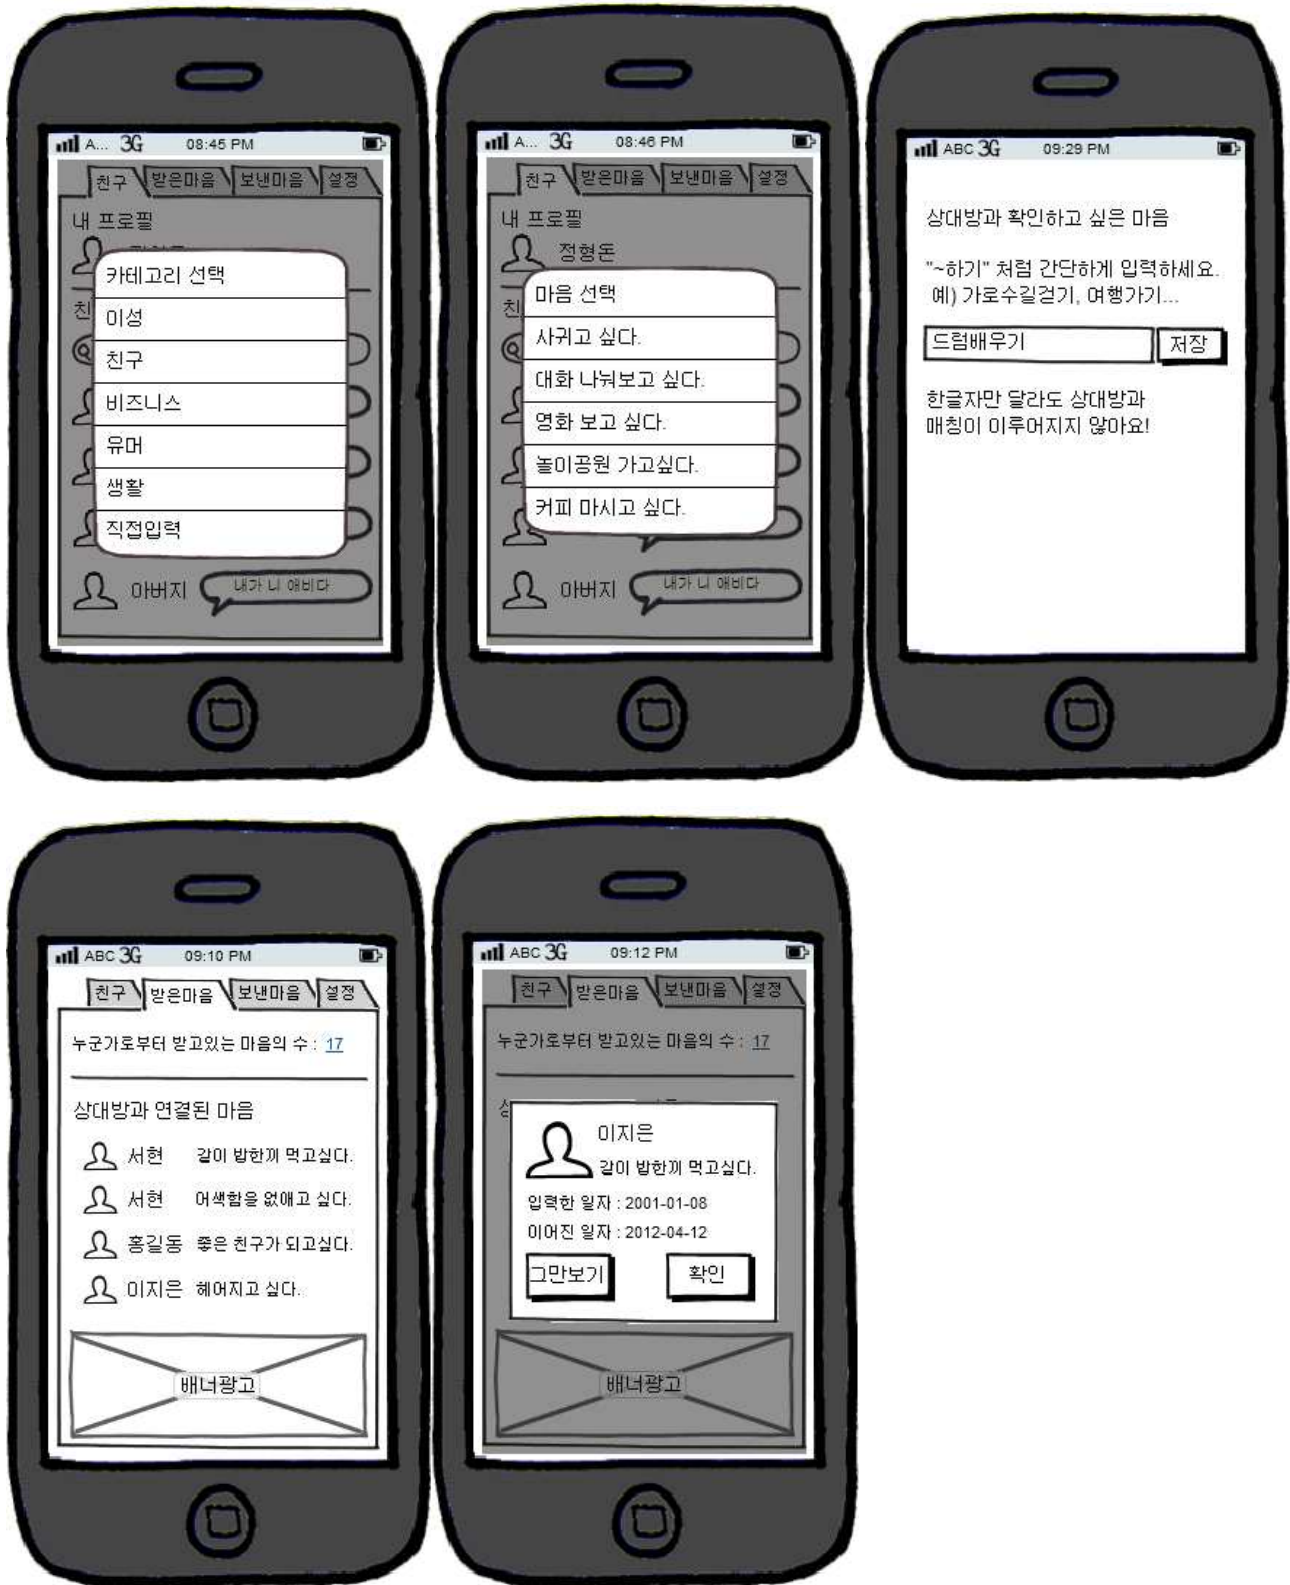 A... 3G 08:45 PM
친구 받은마음 보낸마음 설정
내 프로필
카테고리 선택
이성
친구
비즈니스
유머
생활
직접입력
아버지 내가 니 애비다
A... 3G 08:46 PM
친구 받은마음 보낸마음 설정
내 프로필
정형돈
마음 선택
사귀고 싶다.
대화 나눠보고 싶다.
영화 보고 싶다.
놀이공원 가고싶다.
커피 마시고 싶다.
아버지 내가 니 애비다
ABC 3G 09:29 PM
상대방과 확인하고 싶은 마음
"~하기" 처럼 간단하게 입력하세요.
예) 가로수길걷기, 여행가기...
드럼배우기 저장
한글자만 달라도 상대방과
매칭이 이루어지지 않아요!
ABC 3G 09:10 PM
친구 받은마음 보낸마음 설정
누군가로부터 받고있는 마음의 수 : 17
상대방과 연결된 마음
서현 같이 밥한끼 먹고싶다.
서현 어색함을 없애고 싶다.
홍길동 좋은 친구가 되고싶다.
이지은 헤어지고 싶다.
배너광고
ABC 3G 09:12 PM
친구 받은마음 보낸마음 설정
누군가로부터 받고있는 마음의 수 : 17
이지은
같이 밥한끼 먹고싶다.
입력한 일자 : 2001-01-08
이어진 일자 : 2012-04-12
그만보기 확인
배너광고